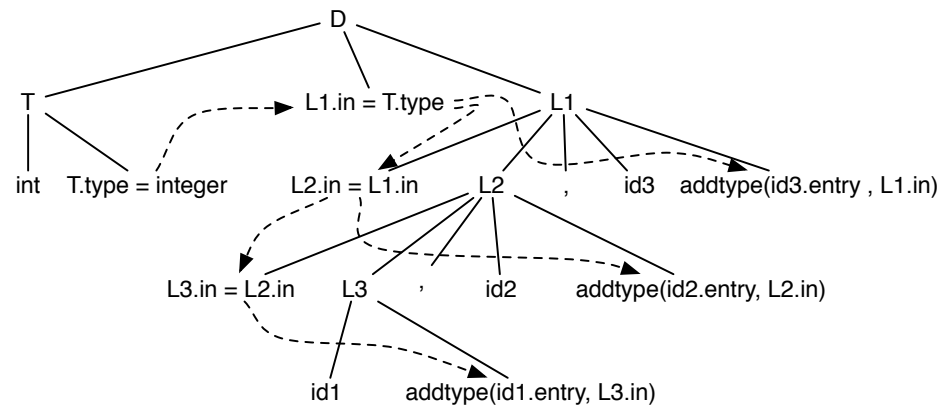 D
T L1.in = T.type L1
int T.type = integer L2.in = L1.in L2 , id3 addtype(id3.entry , L1.in)
L3.in = L2.in L3 , id2 addtype(id2.entry, L2.in)
id1 addtype(id1.entry, L3.in)